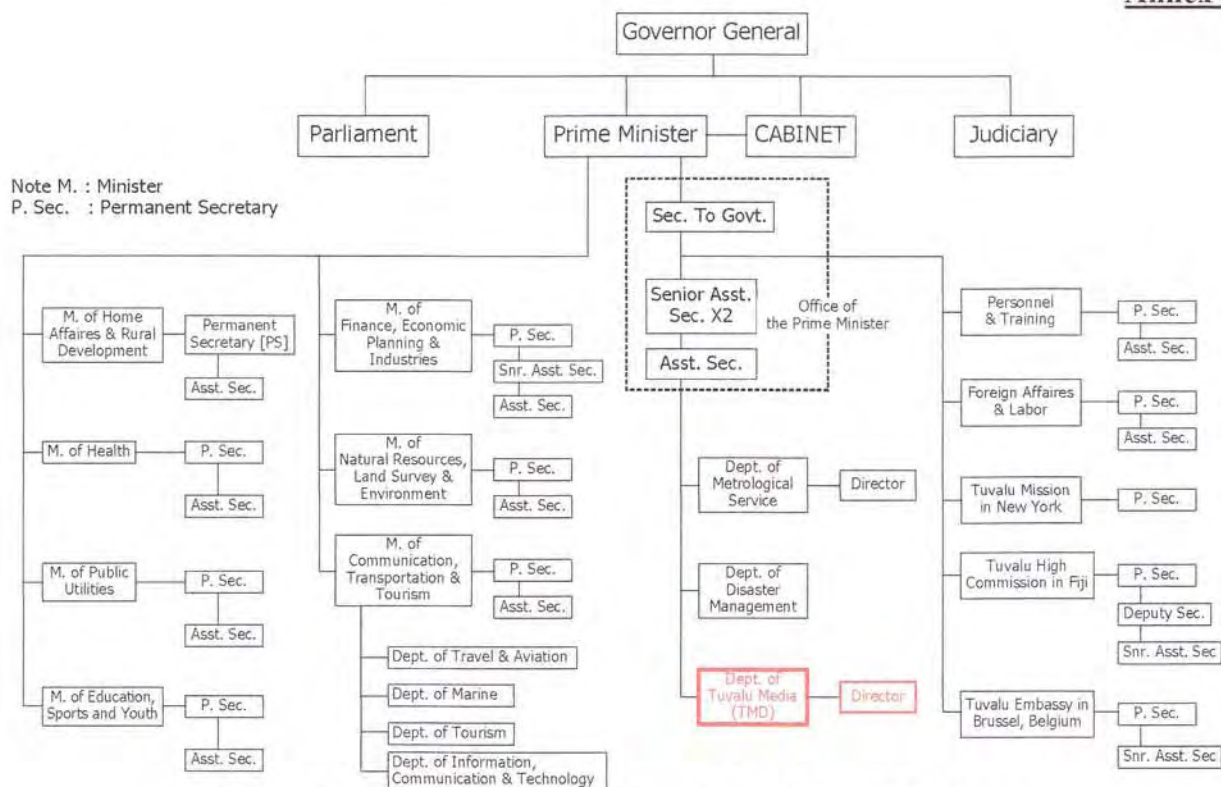 Annex
Governor General
Parliament
Prime Minister
CABINET
Judiciary
Note M. : Minister
P. Sec. : Permanent Secretary
Sec. To Govt.
Senior Asst.
Sec. X2
Asst. Sec.
Office of
the Prime Minister
M. of Home
Affaires & Rural
Development
Permanent
Secretary [PS]
Asst. Sec.
M. of Health
P. Sec.
Asst. Sec.
M. of Public
Utilities
P. Sec.
Asst. Sec.
M. of Education,
Sports and Youth
P. Sec.
Asst. Sec.
M. of
Finance, Economic
Planning &
Industries
P. Sec.
Snr. Asst. Sec.
Asst. Sec.
M. of
Natural Resources,
Land Survey &
Environment
P. Sec.
Asst. Sec.
M. of
Communication,
Transportation &
Tourism
P. Sec.
Asst. Sec.
Dept. of Travel & Aviation
Dept. of Marine
Dept. of Tourism
Dept. of Information,
Communication & Technology
Dept. of
Metrological
Service
Director
Dept. of
Disaster
Management
Dept. of
Tuvalu Media
(TMD)
Director
Personnel
& Training
P. Sec.
Asst. Sec.
Foreign Affaires
& Labor
P. Sec.
Asst. Sec.
Tuvalu Mission
in New York
P. Sec.
Tuvalu High
Commission in Fiji
P. Sec.
Deputy Sec.
Snr. Asst. Sec
Tuvalu Embassy in
Brussel, Belgium
P. Sec.
Snr. Asst. Sec